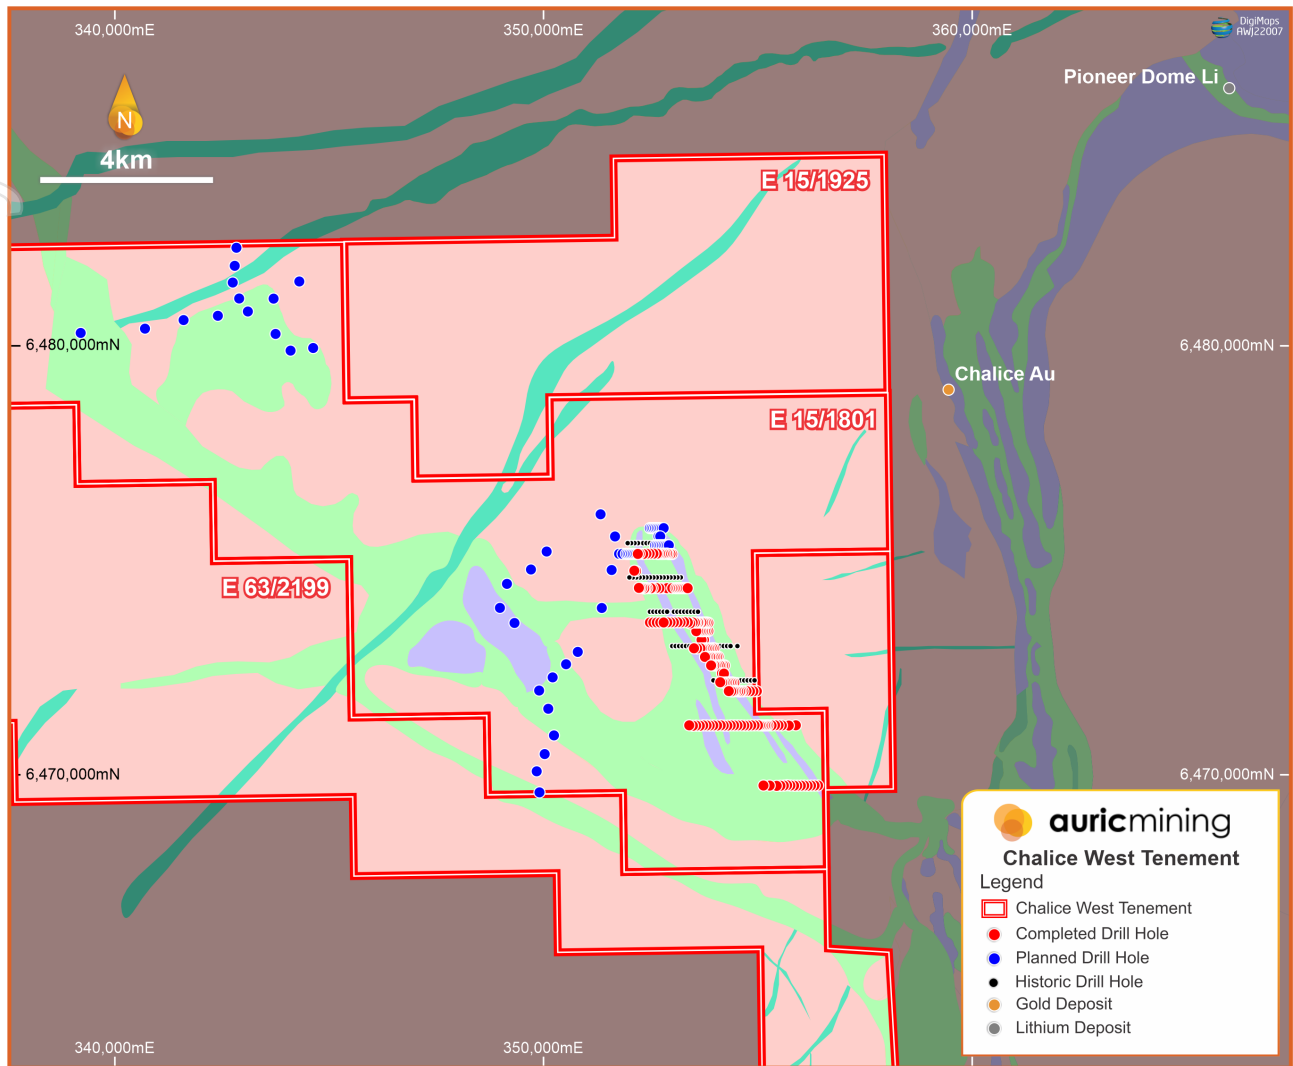 340,000mE
350,000mE
360,000mE
DigiMaps
AWJ22007
Pioneer Dome Li
N
4km
E 15/1925
6,480,000mN
6,480,000mN
Chalice Au
E 15/1801
E 63/2199
6,470,000mN
6,470,000mN
auricmining
Chalice West Tenement
Legend
Chalice West Tenement
Completed Drill Hole
Planned Drill Hole
Historic Drill Hole
Gold Deposit
Lithium Deposit
340,000mE
350,000mE